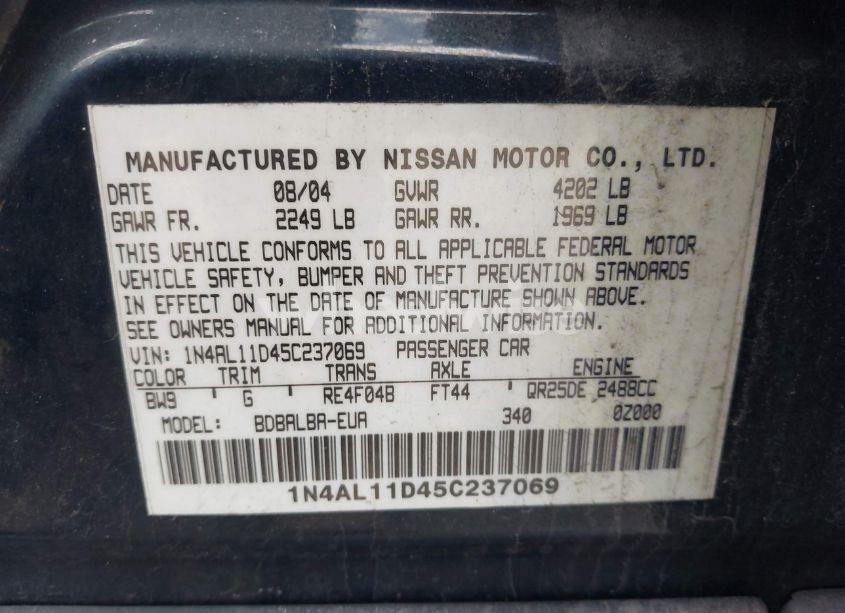 MANUFACTURED BY NISSAN MOTOR CO., LTD.
DATE 08/04 GVWR 4202 LB
GAWR FR. 2249 LB GAWR RR. 1969 LB
THIS VEHICLE CONFORMS TO ALL APPLICABLE FEDERAL MOTOR
VEHICLE SAFETY, BUMPER AND THEFT PREVENTION STANDARDS
IN EFFECT ON THE DATE OF MANUFACTURE SHOWN ABOVE.
SEE OWNERS MANUAL FOR ADDITIONAL INFORMATION.
VIN: 1N4AL11D45C237069 PASSENGER CAR
COLOR TRIM TRANS AXLE ENGINE
BW9 G RE4F04B FT44 QR25DE 2488CC
MODEL: BDBALBA-EUA 340 0Z000
1N4AL11D45C237069